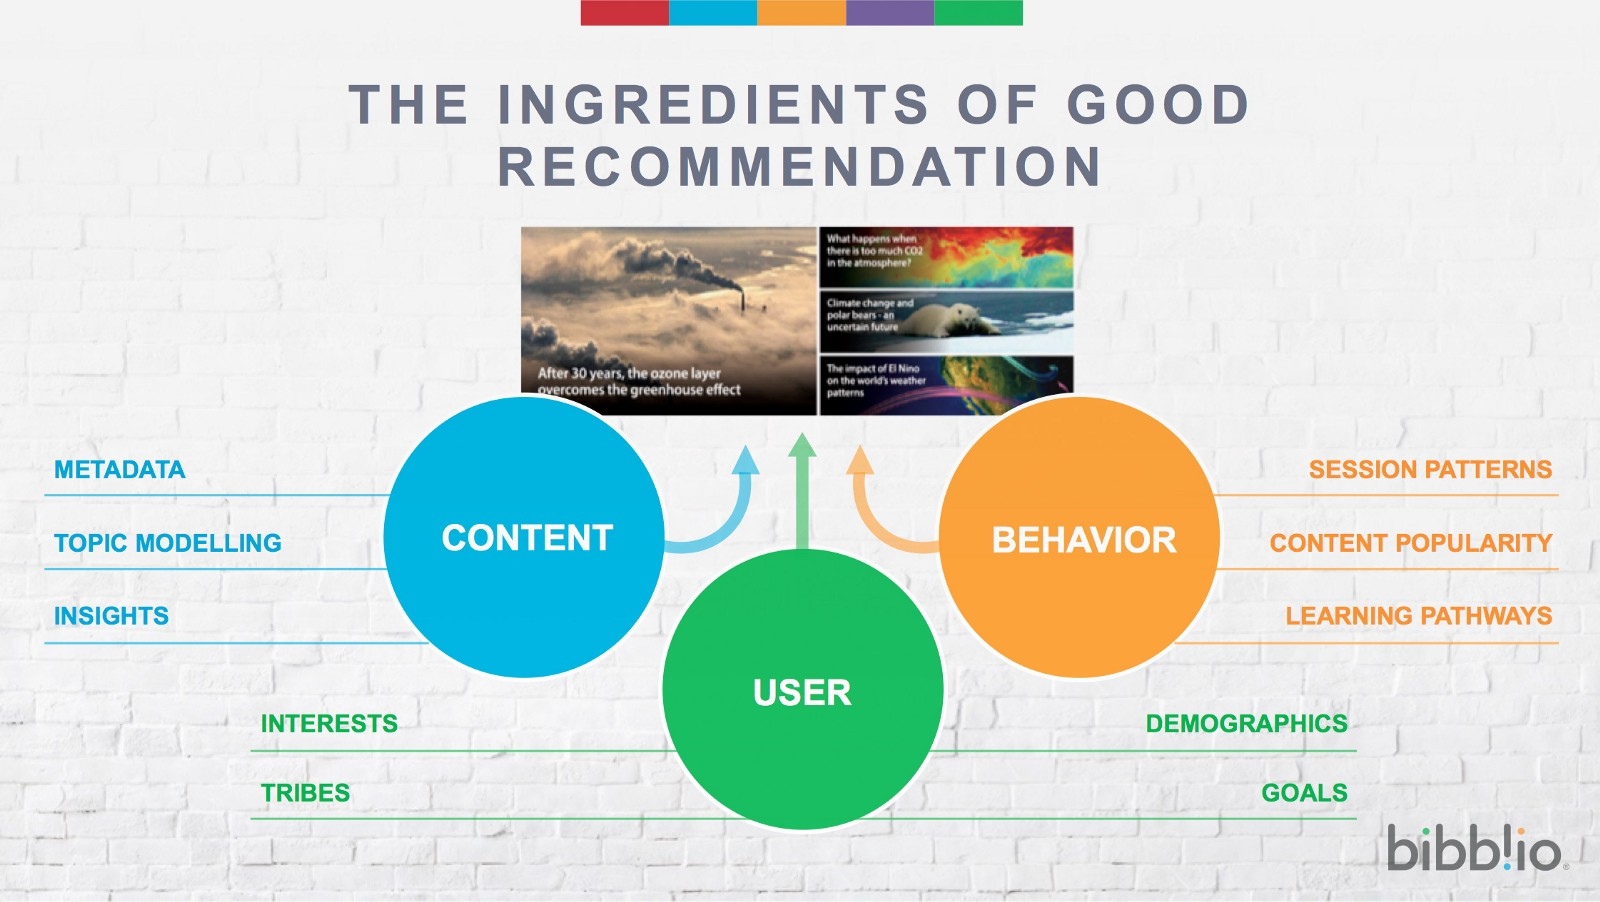 THE INGREDIENTS OF GOOD
RECOMMENDATION
After 30 years, the ozone layer
overcomes the greenhouse effect
What happens when
there is too much CO2
in the atmosphere?
Climate change and
polar bears - an
uncertain future
The impact of El Nino
on the world's weather
patterns
METADATA
TOPIC MODELLING
INSIGHTS
CONTENT
BEHAVIOR
SESSION PATTERNS
CONTENT POPULARITY
LEARNING PATHWAYS
USER
INTERESTS
TRIBES
DEMOGRAPHICS
GOALS
bibblio